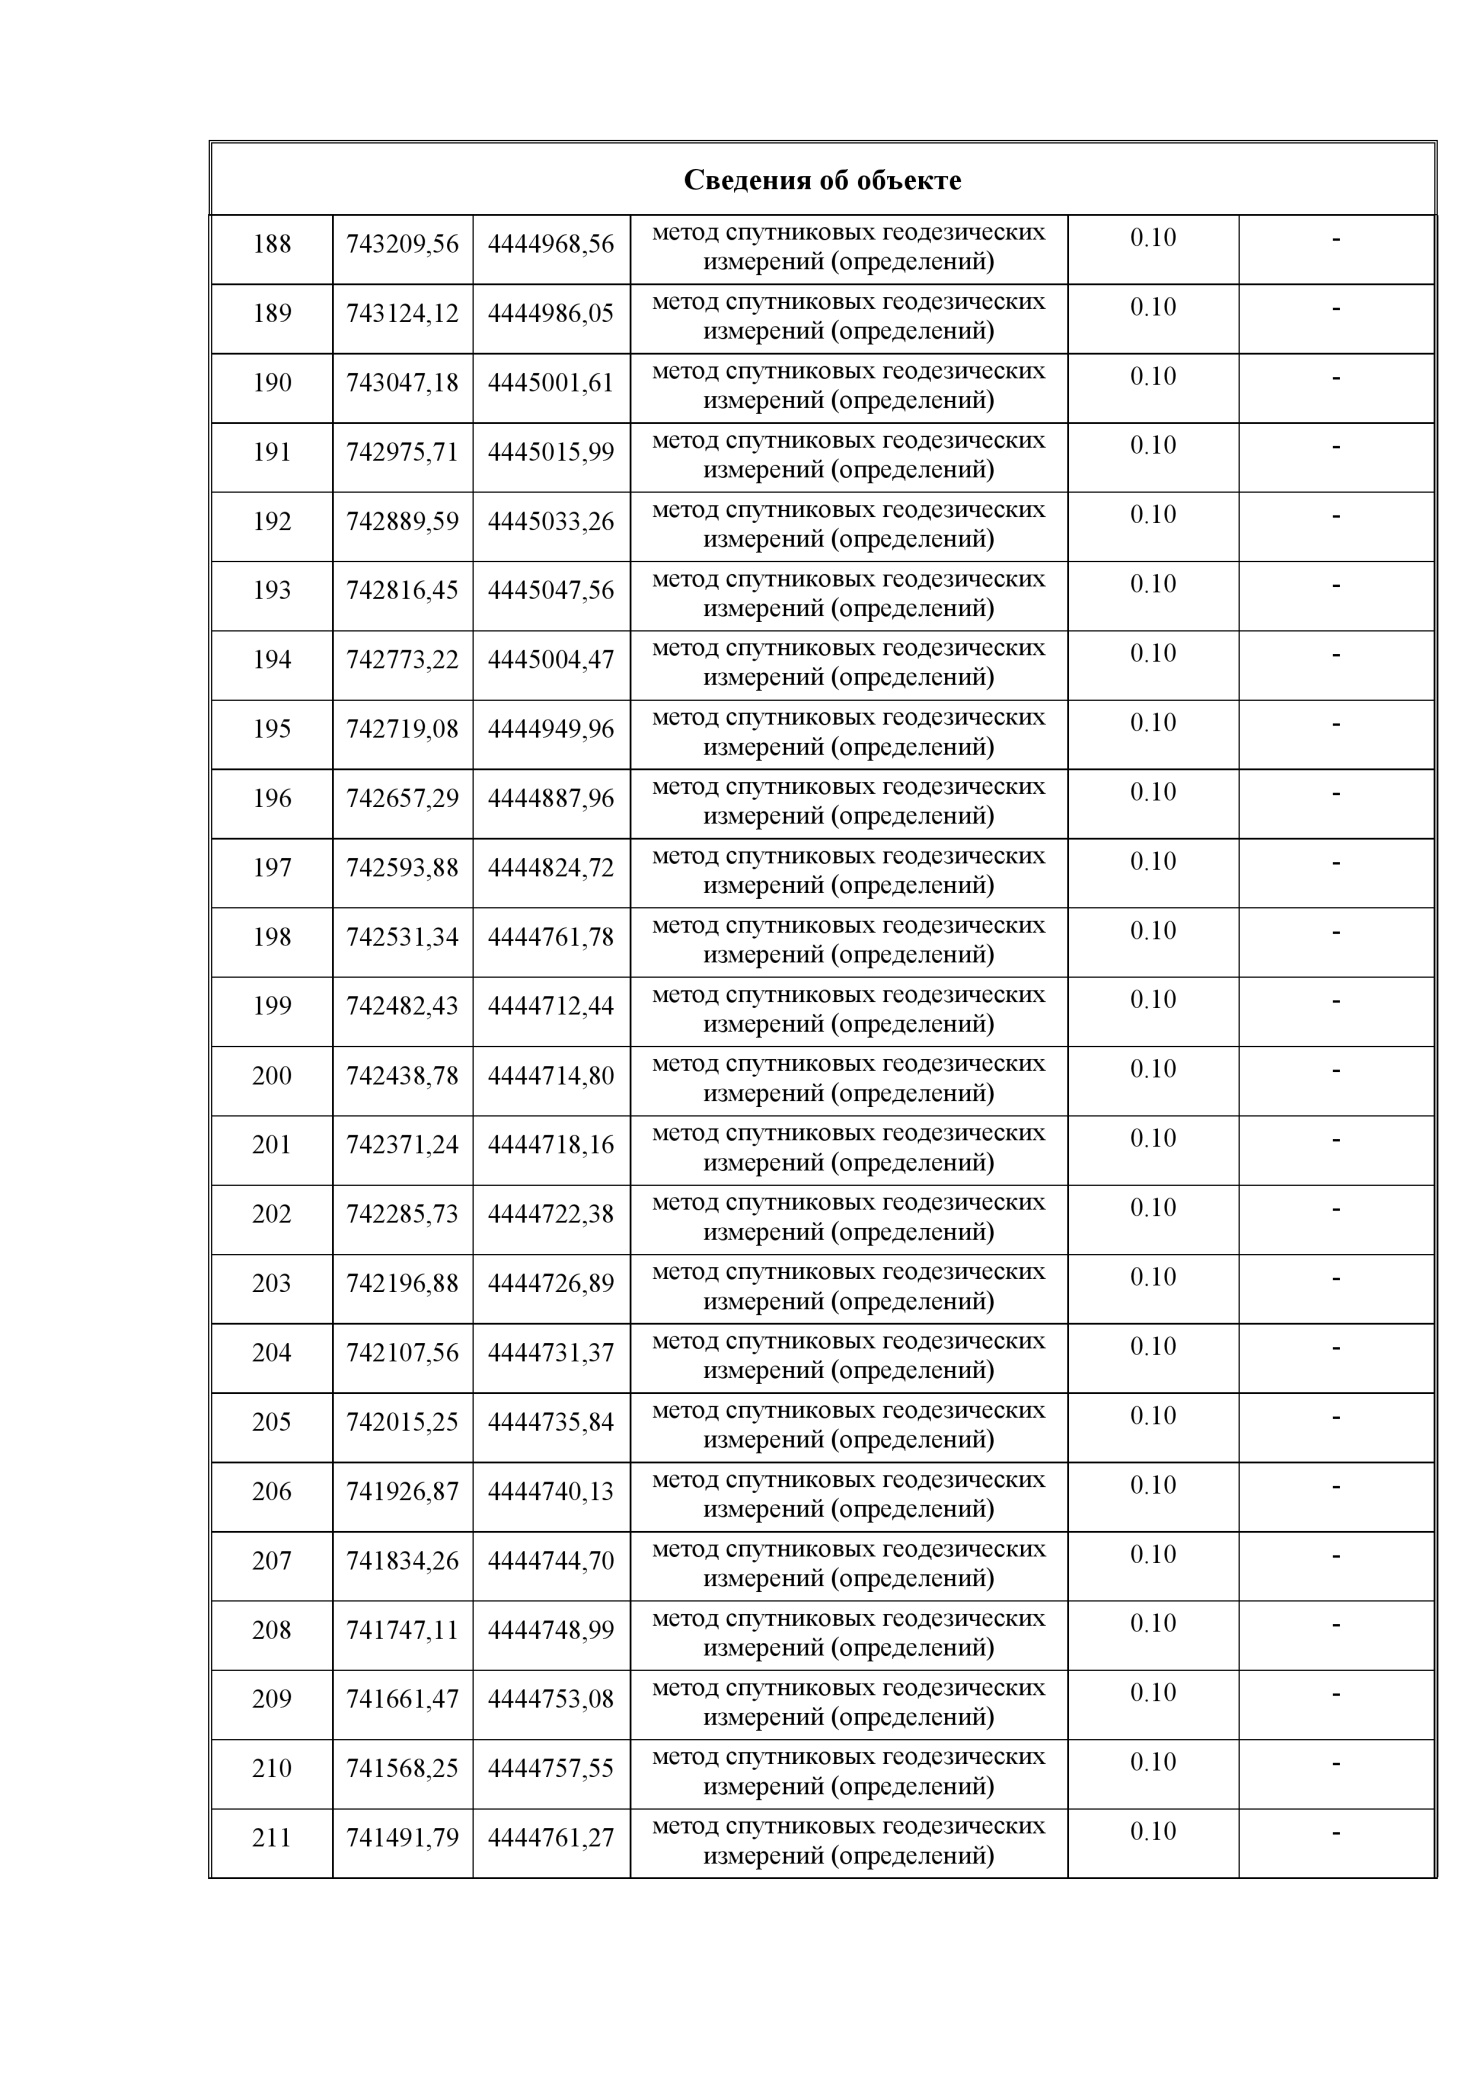 Сведения об объекте
188 743209,56 4444968,56 метод спутниковых геодезических измерений (определений) 0.10 -
189 743124,12 4444986,05 метод спутниковых геодезических измерений (определений) 0.10 -
190 743047,18 4445001,61 метод спутниковых геодезических измерений (определений) 0.10 -
191 742975,71 4445015,99 метод спутниковых геодезических измерений (определений) 0.10 -
192 742889,59 4445033,26 метод спутниковых геодезических измерений (определений) 0.10 -
193 742816,45 4445047,56 метод спутниковых геодезических измерений (определений) 0.10 -
194 742773,22 4445004,47 метод спутниковых геодезических измерений (определений) 0.10 -
195 742719,08 4444949,96 метод спутниковых геодезических измерений (определений) 0.10 -
196 742657,29 4444887,96 метод спутниковых геодезических измерений (определений) 0.10 -
197 742593,88 4444824,72 метод спутниковых геодезических измерений (определений) 0.10 -
198 742531,34 4444761,78 метод спутниковых геодезических измерений (определений) 0.10 -
199 742482,43 4444712,44 метод спутниковых геодезических измерений (определений) 0.10 -
200 742438,78 4444714,80 метод спутниковых геодезических измерений (определений) 0.10 -
201 742371,24 4444718,16 метод спутниковых геодезических измерений (определений) 0.10 -
202 742285,73 4444722,38 метод спутниковых геодезических измерений (определений) 0.10 -
203 742196,88 4444726,89 метод спутниковых геодезических измерений (определений) 0.10 -
204 742107,56 4444731,37 метод спутниковых геодезических измерений (определений) 0.10 -
205 742015,25 4444735,84 метод спутниковых геодезических измерений (определений) 0.10 -
206 741926,87 4444740,13 метод спутниковых геодезических измерений (определений) 0.10 -
207 741834,26 4444744,70 метод спутниковых геодезических измерений (определений) 0.10 -
208 741747,11 4444748,99 метод спутниковых геодезических измерений (определений) 0.10 -
209 741661,47 4444753,08 метод спутниковых геодезических измерений (определений) 0.10 -
210 741568,25 4444757,55 метод спутниковых геодезических измерений (определений) 0.10 -
211 741491,79 4444761,27 метод спутниковых геодезических измерений (определений) 0.10 -